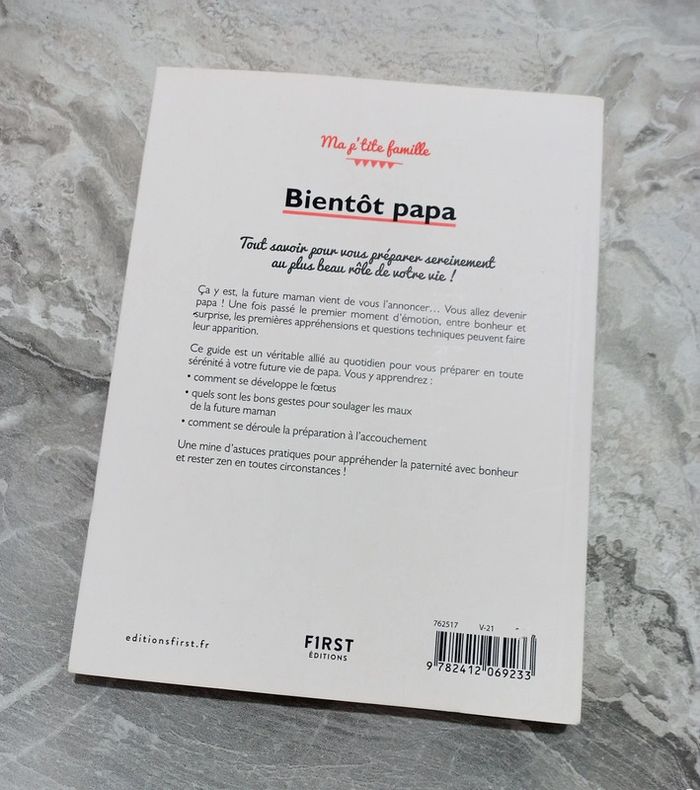 Ma p'tite famille
Bientôt papa
Tout savoir pour vous préparer sereinement
au plus beau rôle de votre vie !
Ça y est, la future maman vient de vous l'annoncer... Vous allez devenir
papa ! Une fois passé le premier moment d'émotion, entre bonheur et
surprise, les premières appréhensions et questions techniques peuvent faire
leur apparition.
Ce guide est un véritable allié au quotidien pour vous préparer en toute
sérénité à votre future vie de papa. Vous y apprendrez :
• comment se développe le fœtus
• quels sont les bons gestes pour soulager les maux
de la future maman
• comment se déroule la préparation à l'accouchement
Une mine d'astuces pratiques pour appréhender la paternité avec bonheur
et rester zen en toutes circonstances !
762517 V-21
editionsfirst.fr
F1RST
ÉDITIONS
9 782412 069233